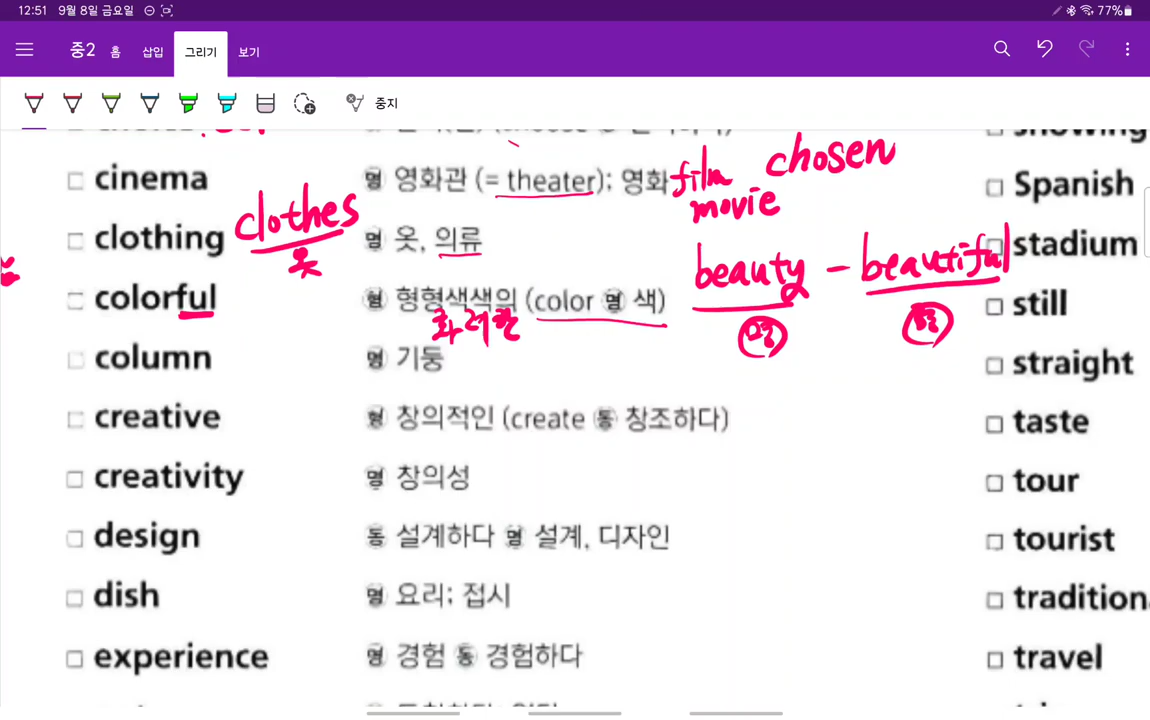 12:51 9월 8일 금요일 77%
중2 홈 삽입 그리기 보기
중지
cinema 명 영화관 (= theater); 영화 film movie chosen
Spanish
clothing clothes 옷 명 옷, 의류
stadium
colorful 형 형형색색의 (color 명 색) 화려한 beauty - beautiful 명 형
still
column 명 기둥
straight
creative 형 창의적인 (create 동 창조하다)
taste
creativity 명 창의성
tour
design 동 설계하다 명 설계, 디자인
tourist
dish 명 요리; 접시
tradition
experience 명 경험 동 경험하다
travel